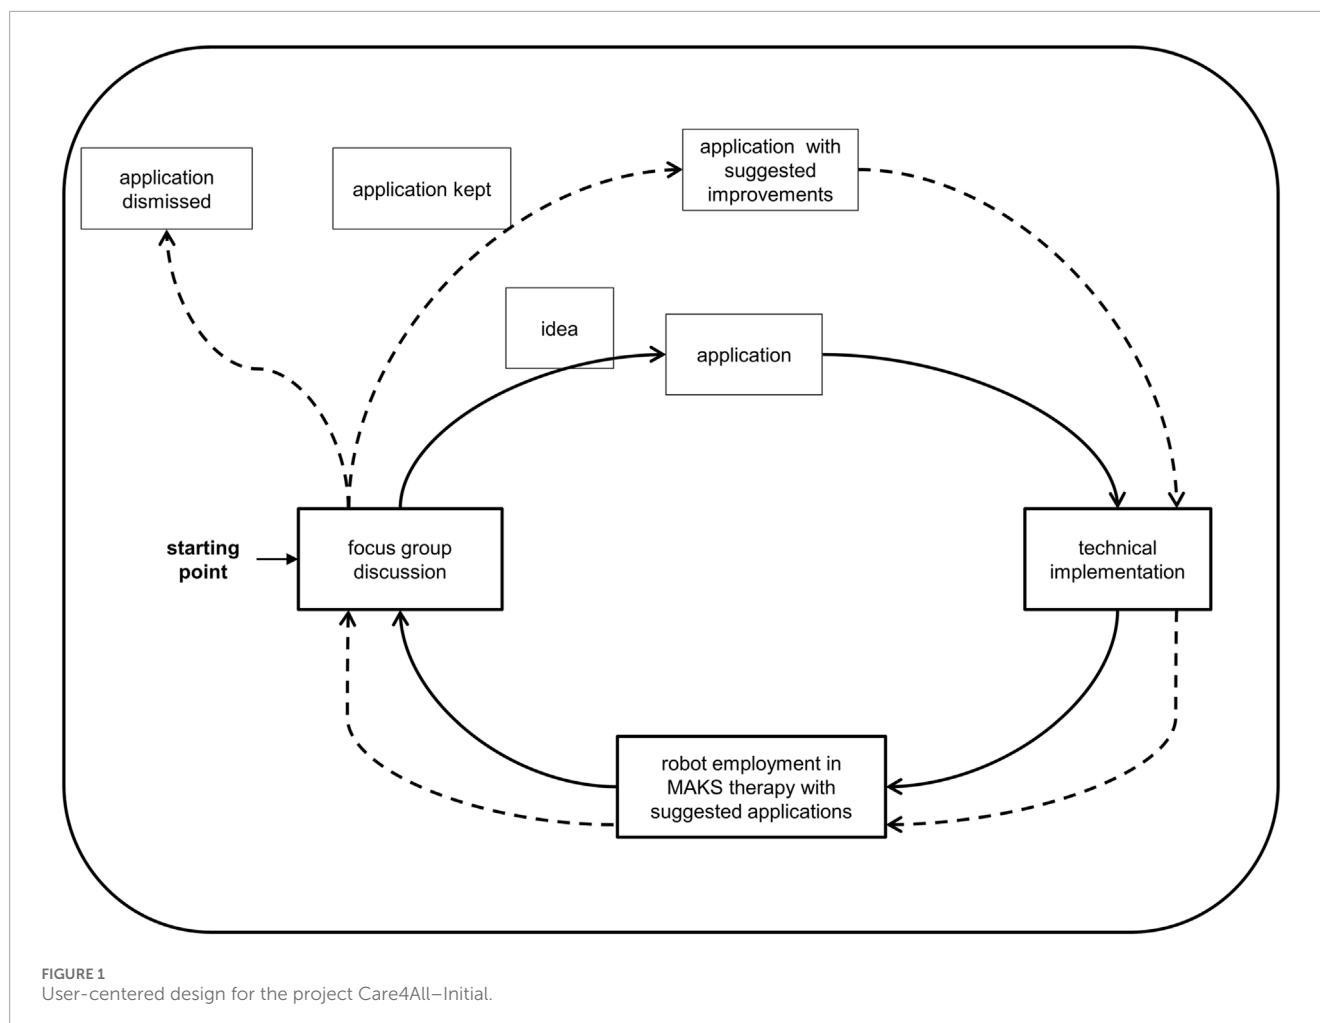 application
dismissed
application kept
application with
suggested
improvements
idea
application
starting
point
focus group
discussion
technical
implementation
robot employment in
MAKS therapy with
suggested applications
FIGURE 1
User-centered design for the project Care4All–Initial.